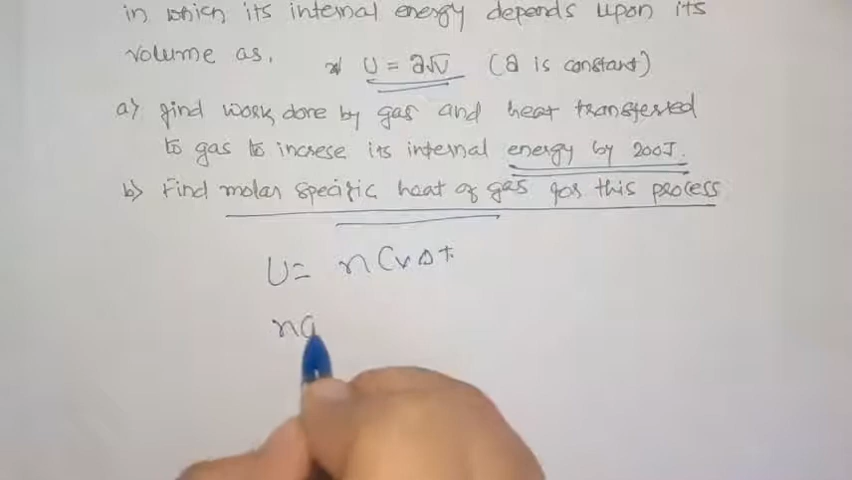 in which its internal energy depends upon its
volume as.
U = a√v (a is constant)
a) find work done by gas and heat transferred
to gas to increse its internal energy by 200J.
b) Find molar specific heat of gas for this process
U = nCvΔt
nC